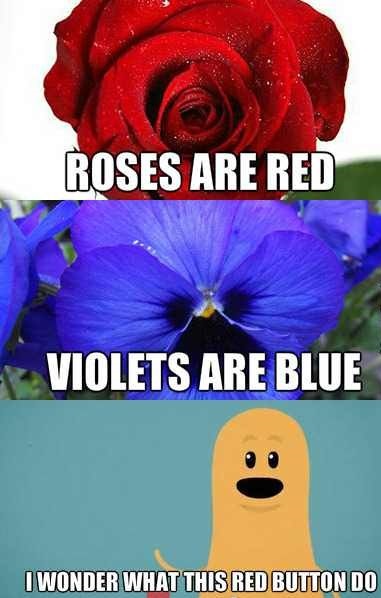 ROSES ARE RED
VIOLETS ARE BLUE
I WONDER WHAT THIS RED BUTTON DO